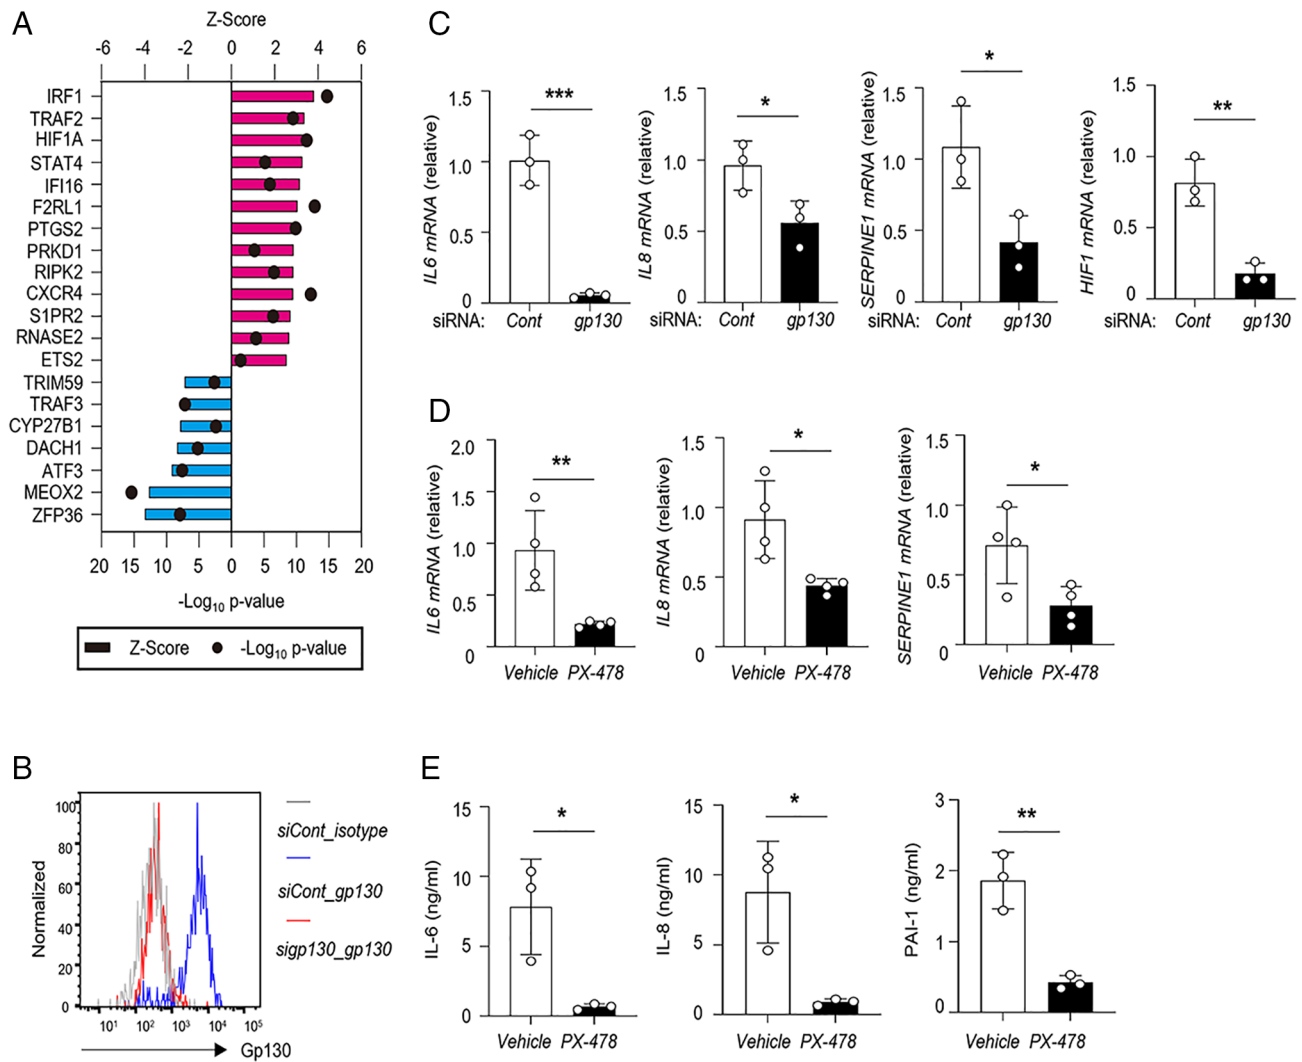 A
Z-Score
-6 -4 -2 0 2 4 6
IRF1
TRAF2
HIF1A
STAT4
IFI16
F2RL1
PTGS2
PRKD1
RIPK2
CXCR4
S1PR2
RNASE2
ETS2
TRIM59
TRAF3
CYP27B1
DACH1
ATF3
MEOX2
ZFP36
20 15 10 5 0 5 10 15 20
-Log10 p-value
Z-Score -Log10 p-value
B
Normalized
100
80
60
40
20
0
10¹ 10² 10³ 10⁴ 10⁵
Gp130
siCont_isotype
siCont_gp130
sigp130_gp130
C
IL6 mRNA (relative)
1.5
1.0
0.5
0
***
siRNA: Cont gp130
IL8 mRNA (relative)
1.5
1.0
0.5
0
*
siRNA: Cont gp130
SERPINE1 mRNA (relative)
1.5
1.0
0.5
0
*
siRNA: Cont gp130
HIF1 mRNA (relative)
1.5
1.0
0.5
0
**
siRNA: Cont gp130
D
IL6 mRNA (relative)
2.0
1.5
1.0
0.5
0
**
Vehicle PX-478
IL8 mRNA (relative)
1.5
1.0
0.5
0
*
Vehicle PX-478
SERPINE1 mRNA (relative)
1.5
1.0
0.5
0
*
Vehicle PX-478
E
IL-6 (ng/ml)
15
10
5
0
*
Vehicle PX-478
IL-8 (ng/ml)
15
10
5
0
*
Vehicle PX-478
PAI-1 (ng/ml)
3
2
1
0
**
Vehicle PX-478